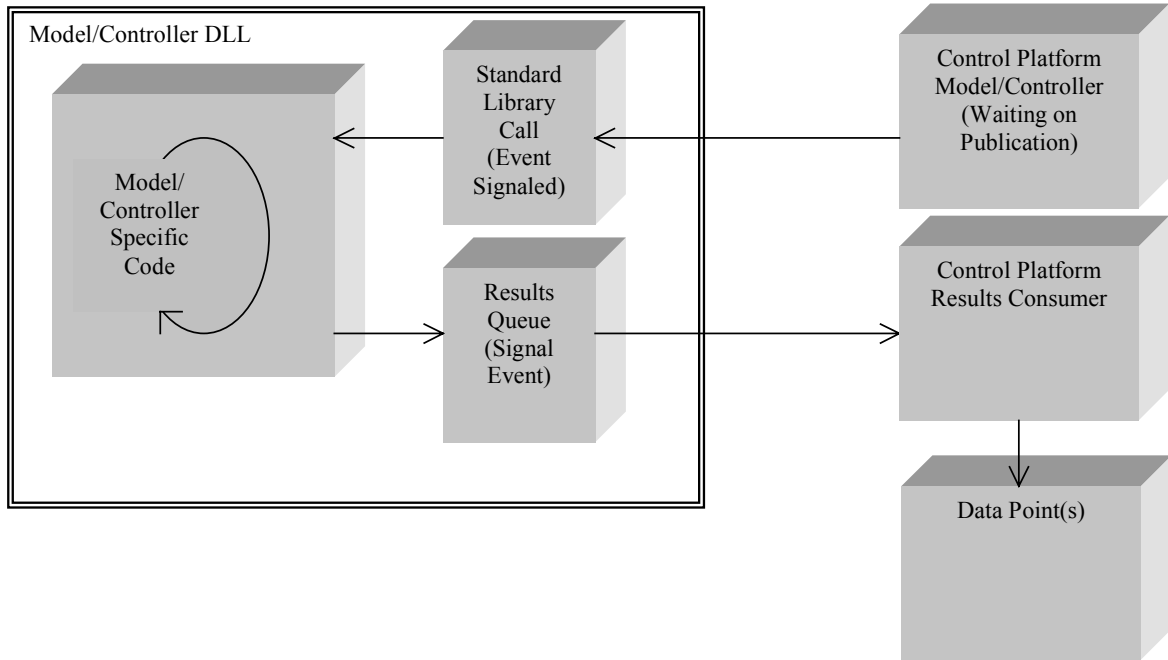 Model/Controller DLL
Standard
Library
Call
(Event
Signaled)
Control Platform
Model/Controller
(Waiting on
Publication)
Model/
Controller
Specific
Code
Results
Queue
(Signal
Event)
Control Platform
Results Consumer
Data Point(s)